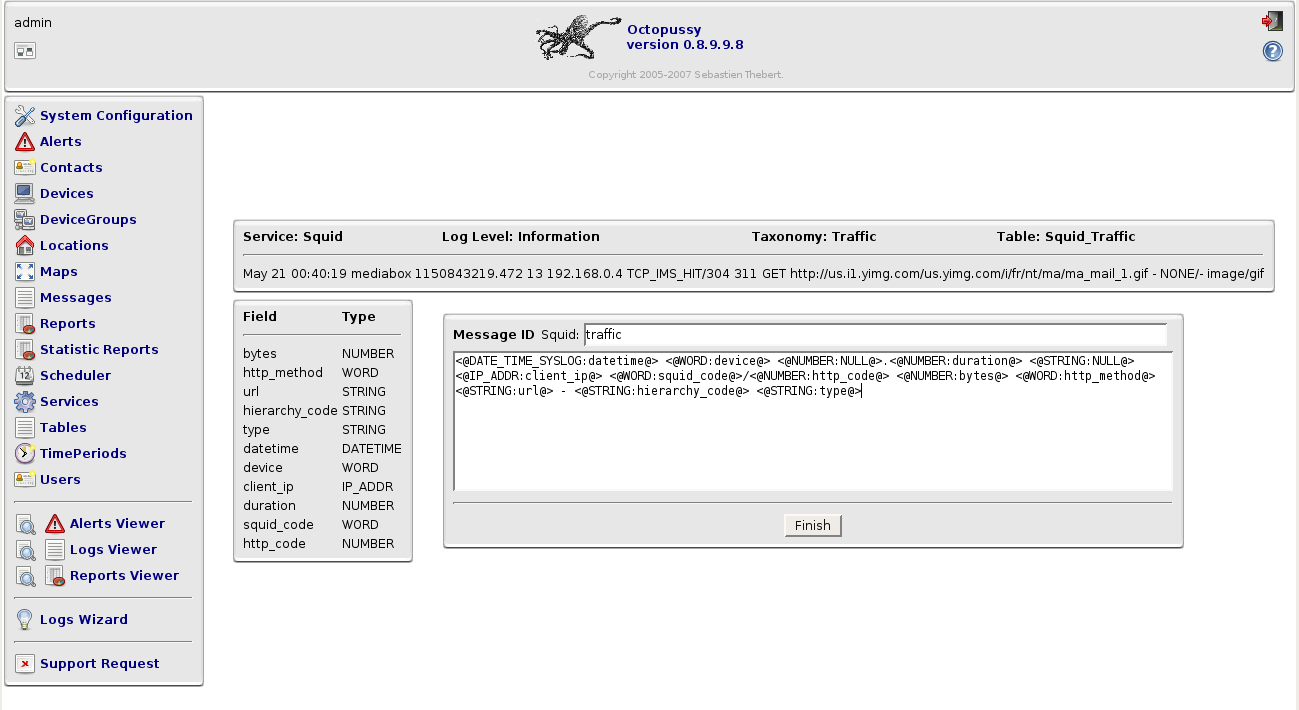 admin
Octopussy
version 0.8.9.9.8
Copyright 2005-2007 Sebastien Thebert.
System Configuration
Alerts
Contacts
Devices
DeviceGroups
Locations
Maps
Messages
Reports
Statistic Reports
Scheduler
Services
Tables
TimePeriods
Users
Alerts Viewer
Logs Viewer
Reports Viewer
Logs Wizard
Support Request
Service: Squid Log Level: Information Taxonomy: Traffic Table: Squid_Traffic
May 21 00:40:19 mediabox 1150843219.472 13 192.168.0.4 TCP_IMS_HIT/304 311 GET http://us.i1.yimg.com/us.yimg.com/i/fr/nt/ma/ma_mail_1.gif - NONE/- image/gif
Field Type
bytes NUMBER
http_method WORD
url STRING
hierarchy_code STRING
type STRING
datetime DATETIME
device WORD
client_ip IP_ADDR
duration NUMBER
squid_code WORD
http_code NUMBER
Message ID Squid: traffic
<@DATE_TIME_SYSLOG:datetime@> <@WORD:device@> <@NUMBER:NULL@>.<@NUMBER:duration@> <@STRING:NULL@>
<@IP_ADDR:client_ip@> <@WORD:squid_code@>/<@NUMBER:http_code@> <@NUMBER:bytes@> <@WORD:http_method@>
<@STRING:url@> - <@STRING:hierarchy_code@> <@STRING:type@>
Finish